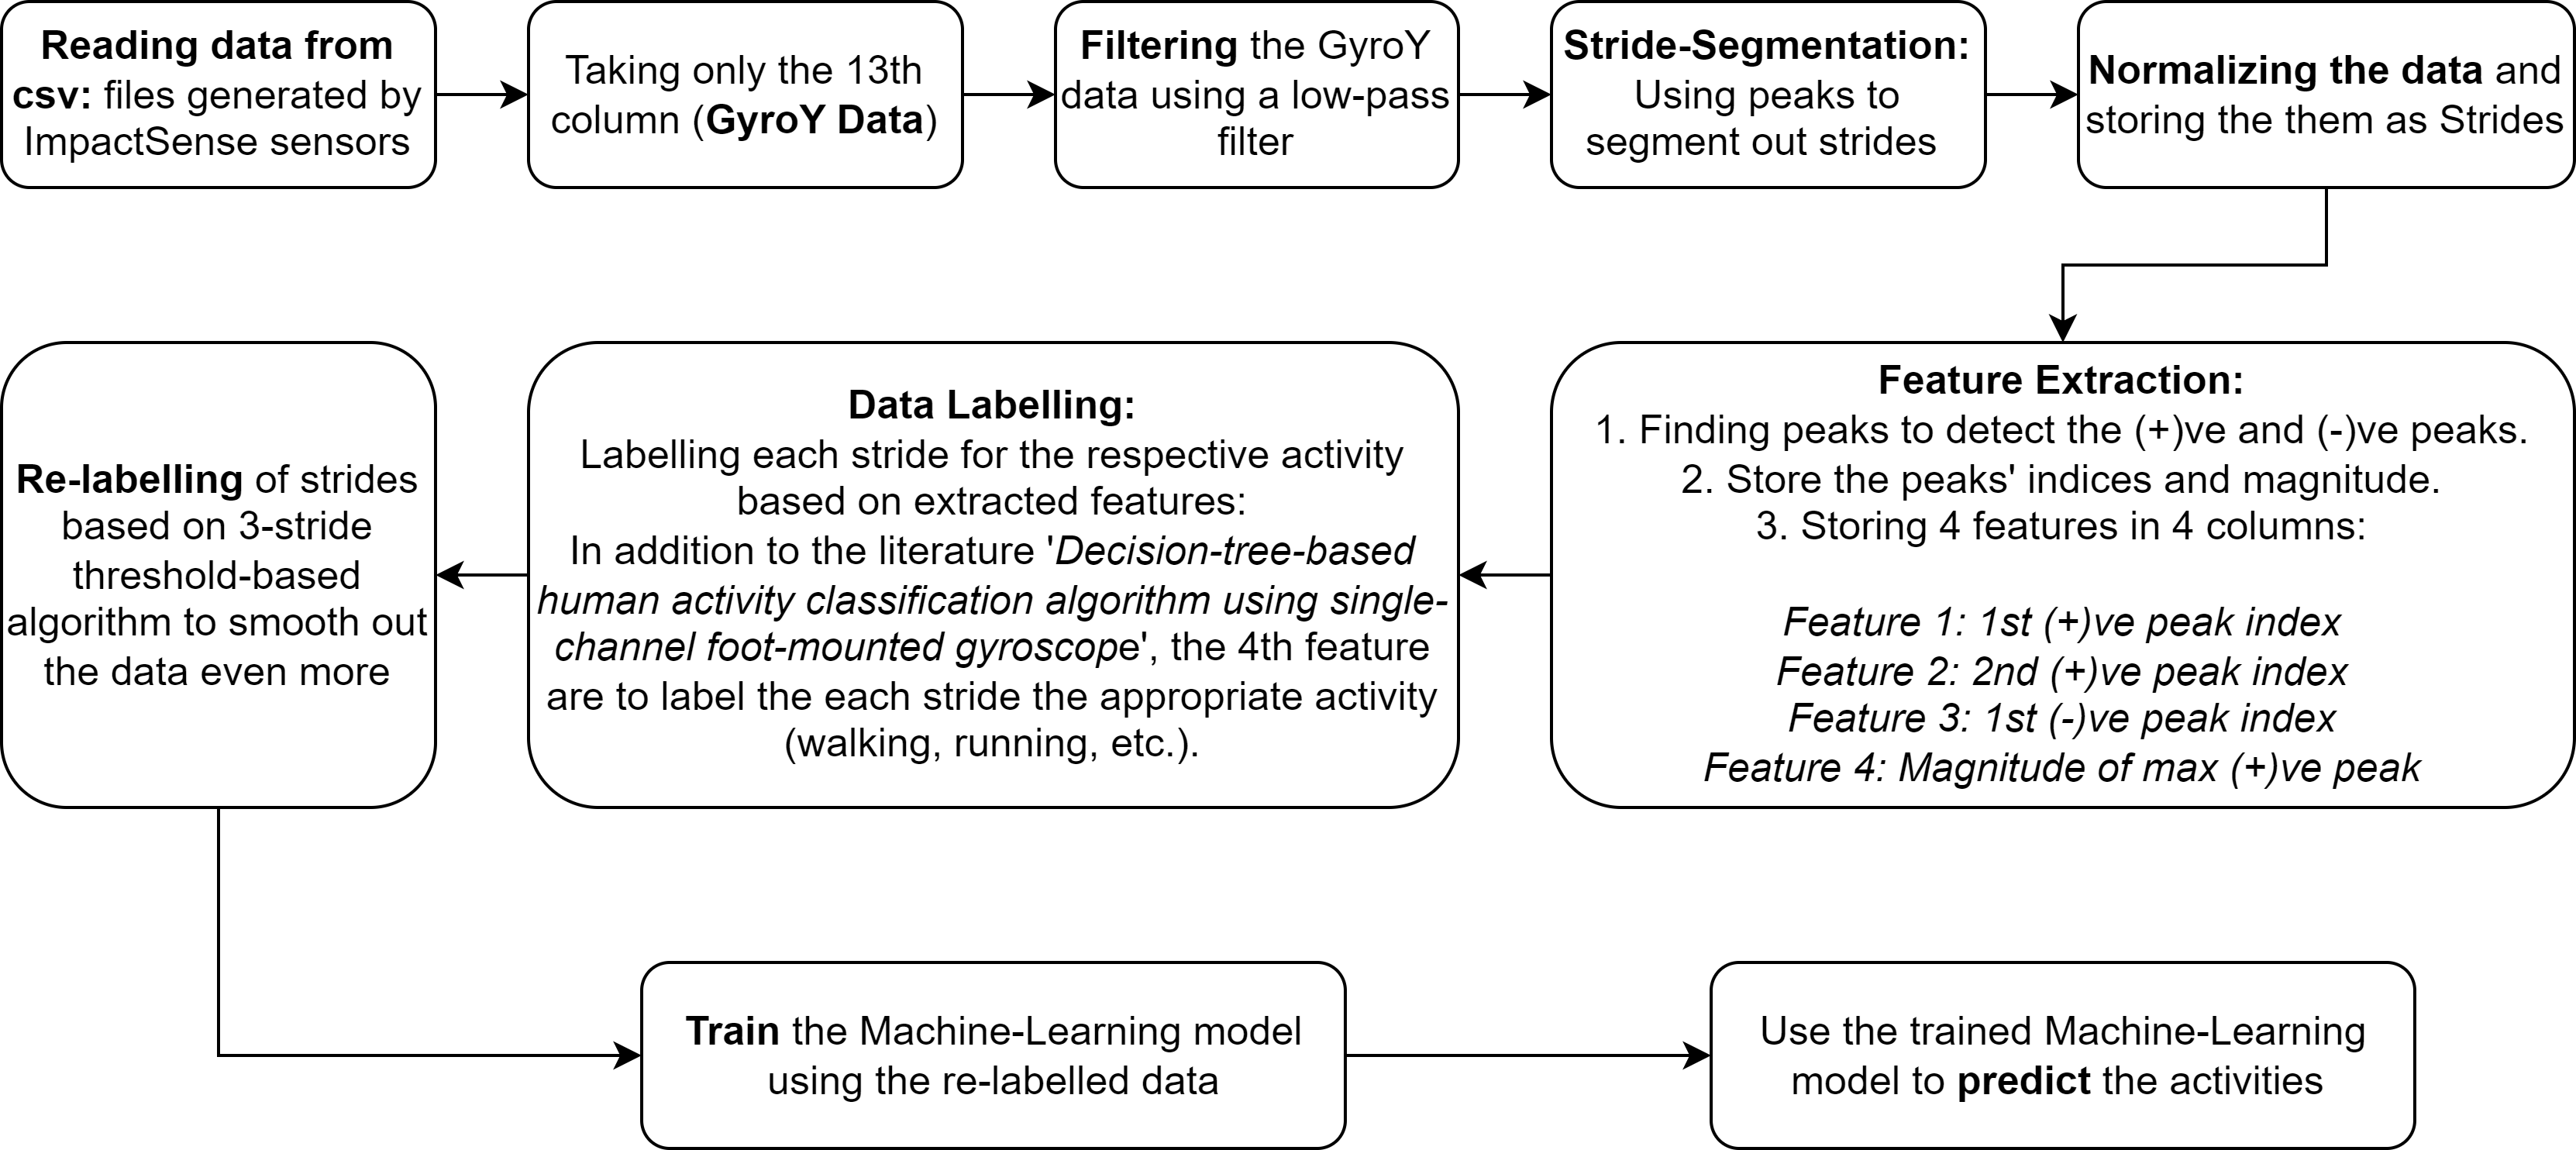 Reading data from
csv: files generated by
ImpactSense sensors
Taking only the 13th
column (GyroY Data)
Filtering the GyroY
data using a low-pass
filter
Stride-Segmentation:
Using peaks to
segment out strides
Normalizing the data and
storing the them as Strides
Feature Extraction:
1. Finding peaks to detect the (+)ve and (-)ve peaks.
2. Store the peaks' indices and magnitude.
3. Storing 4 features in 4 columns:
Feature 1: 1st (+)ve peak index
Feature 2: 2nd (+)ve peak index
Feature 3: 1st (-)ve peak index
Feature 4: Magnitude of max (+)ve peak
Data Labelling:
Labelling each stride for the respective activity
based on extracted features:
In addition to the literature 'Decision-tree-based
human activity classification algorithm using single-
channel foot-mounted gyroscope', the 4th feature
are to label the each stride the appropriate activity
(walking, running, etc.).
Re-labelling of strides
based on 3-stride
threshold-based
algorithm to smooth out
the data even more
Train the Machine-Learning model
using the re-labelled data
Use the trained Machine-Learning
model to predict the activities